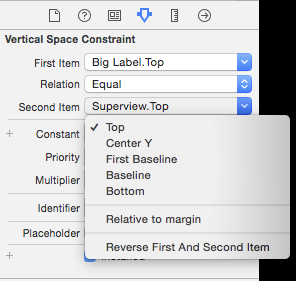 Vertical Space Constraint
First Item Big Label.Top
Relation Equal
Second Item Superview.Top
Constant
Priority
Multiplier
Identifier
Placeholder
✓ Top
Center Y
First Baseline
Baseline
Bottom
Relative to margin
Reverse First And Second Item